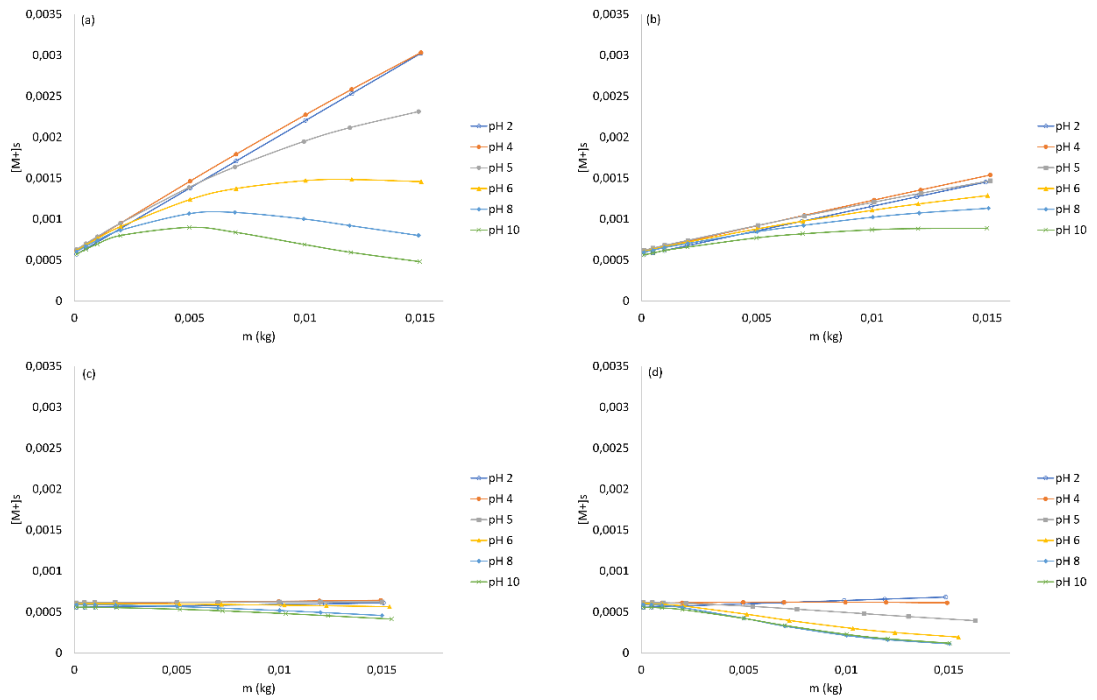 (a)
0,0035
0,003
0,0025
0,002
0,0015
0,001
0,0005
0
[M+]s
0 0,005 0,01 0,015
m (kg)
pH 2
pH 4
pH 5
pH 6
pH 8
pH 10
(b)
0,0035
0,003
0,0025
0,002
0,0015
0,001
0,0005
0
[M+]s
0 0,005 0,01 0,015
m (kg)
pH 2
pH 4
pH 5
pH 6
pH 8
pH 10
(c)
0,0035
0,003
0,0025
0,002
0,0015
0,001
0,0005
0
[M+]s
0 0,005 0,01 0,015
m (kg)
pH 2
pH 4
pH 5
pH 6
pH 8
pH 10
(d)
0,0035
0,003
0,0025
0,002
0,0015
0,001
0,0005
0
[M+]s
0 0,005 0,01 0,015
m (kg)
pH 2
pH 4
pH 5
pH 6
pH 8
pH 10